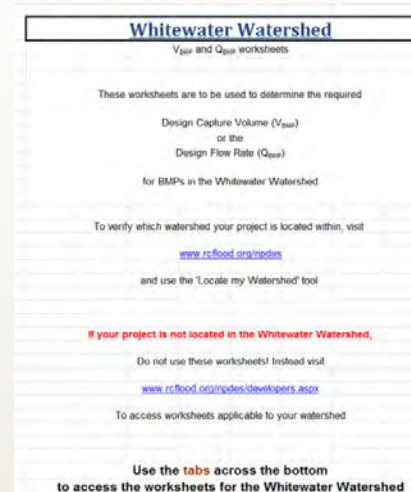 Whitewater Watershed
VBMP and QBMP worksheets
These worksheets are to be used to determine the required
Design Capture Volume (VBMP)
or the
Design Flow Rate (QBMP)
for BMPs in the Whitewater Watershed
To verify which watershed your project is located within, visit
www.rcflood.org/npdes
and use the 'Locate my Watershed' tool
If your project is not located in the Whitewater Watershed,
Do not use these worksheets! Instead visit
www.rcflood.org/npdes/developers.aspx
To access worksheets applicable to your watershed
Use the tabs across the bottom
to access the worksheets for the Whitewater Watershed